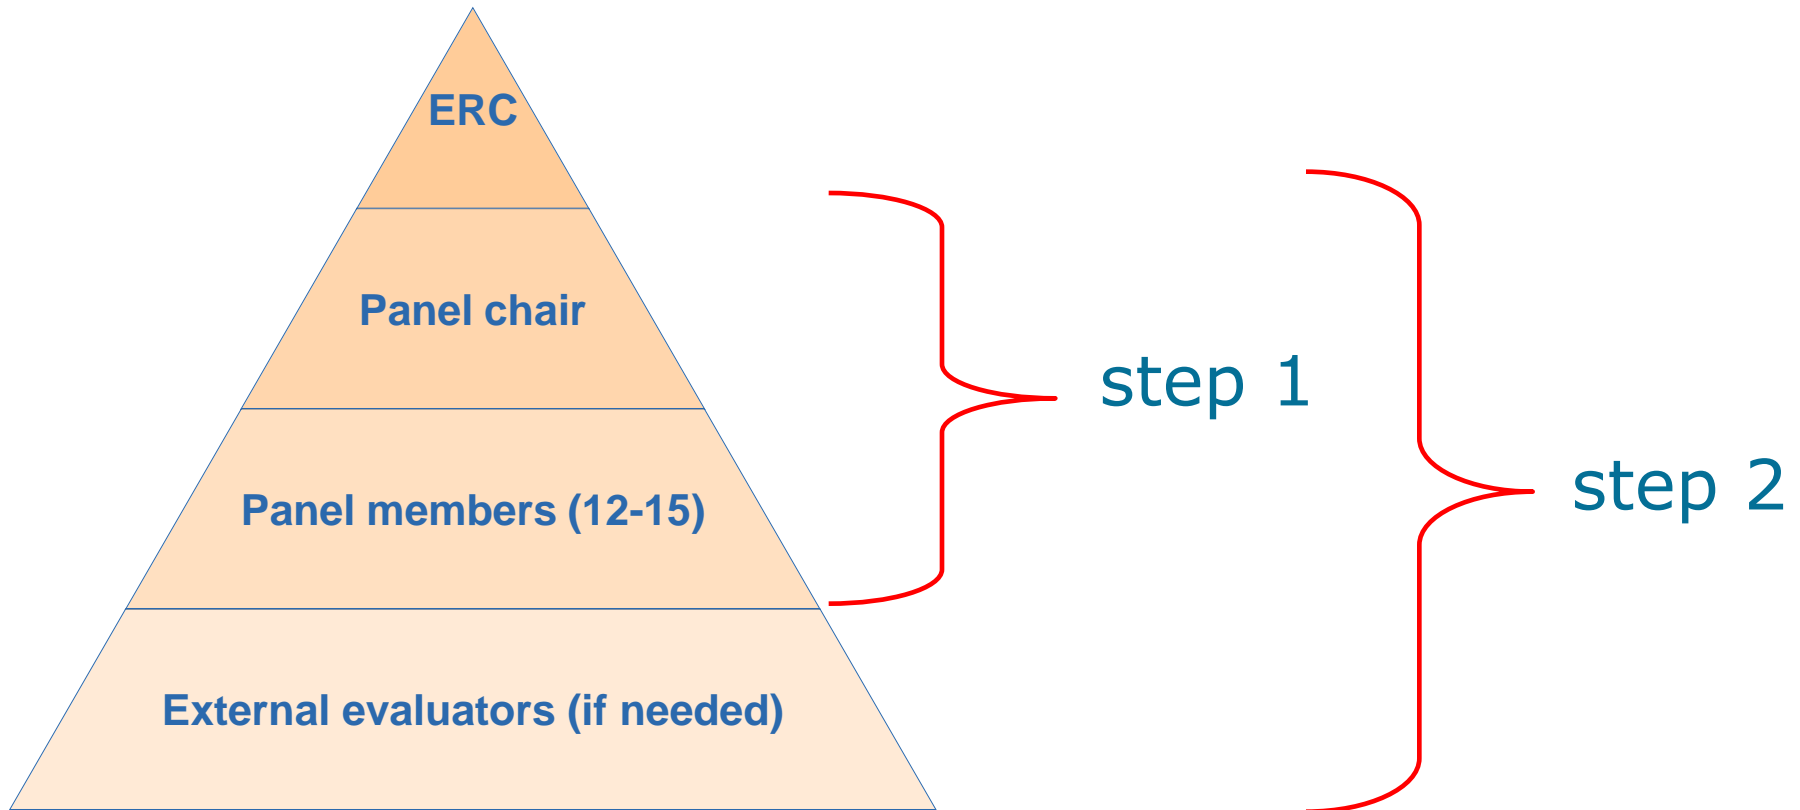 ERC
Panel chair
step 1
step 2
Panel members (12-15)
External evaluators (if needed)